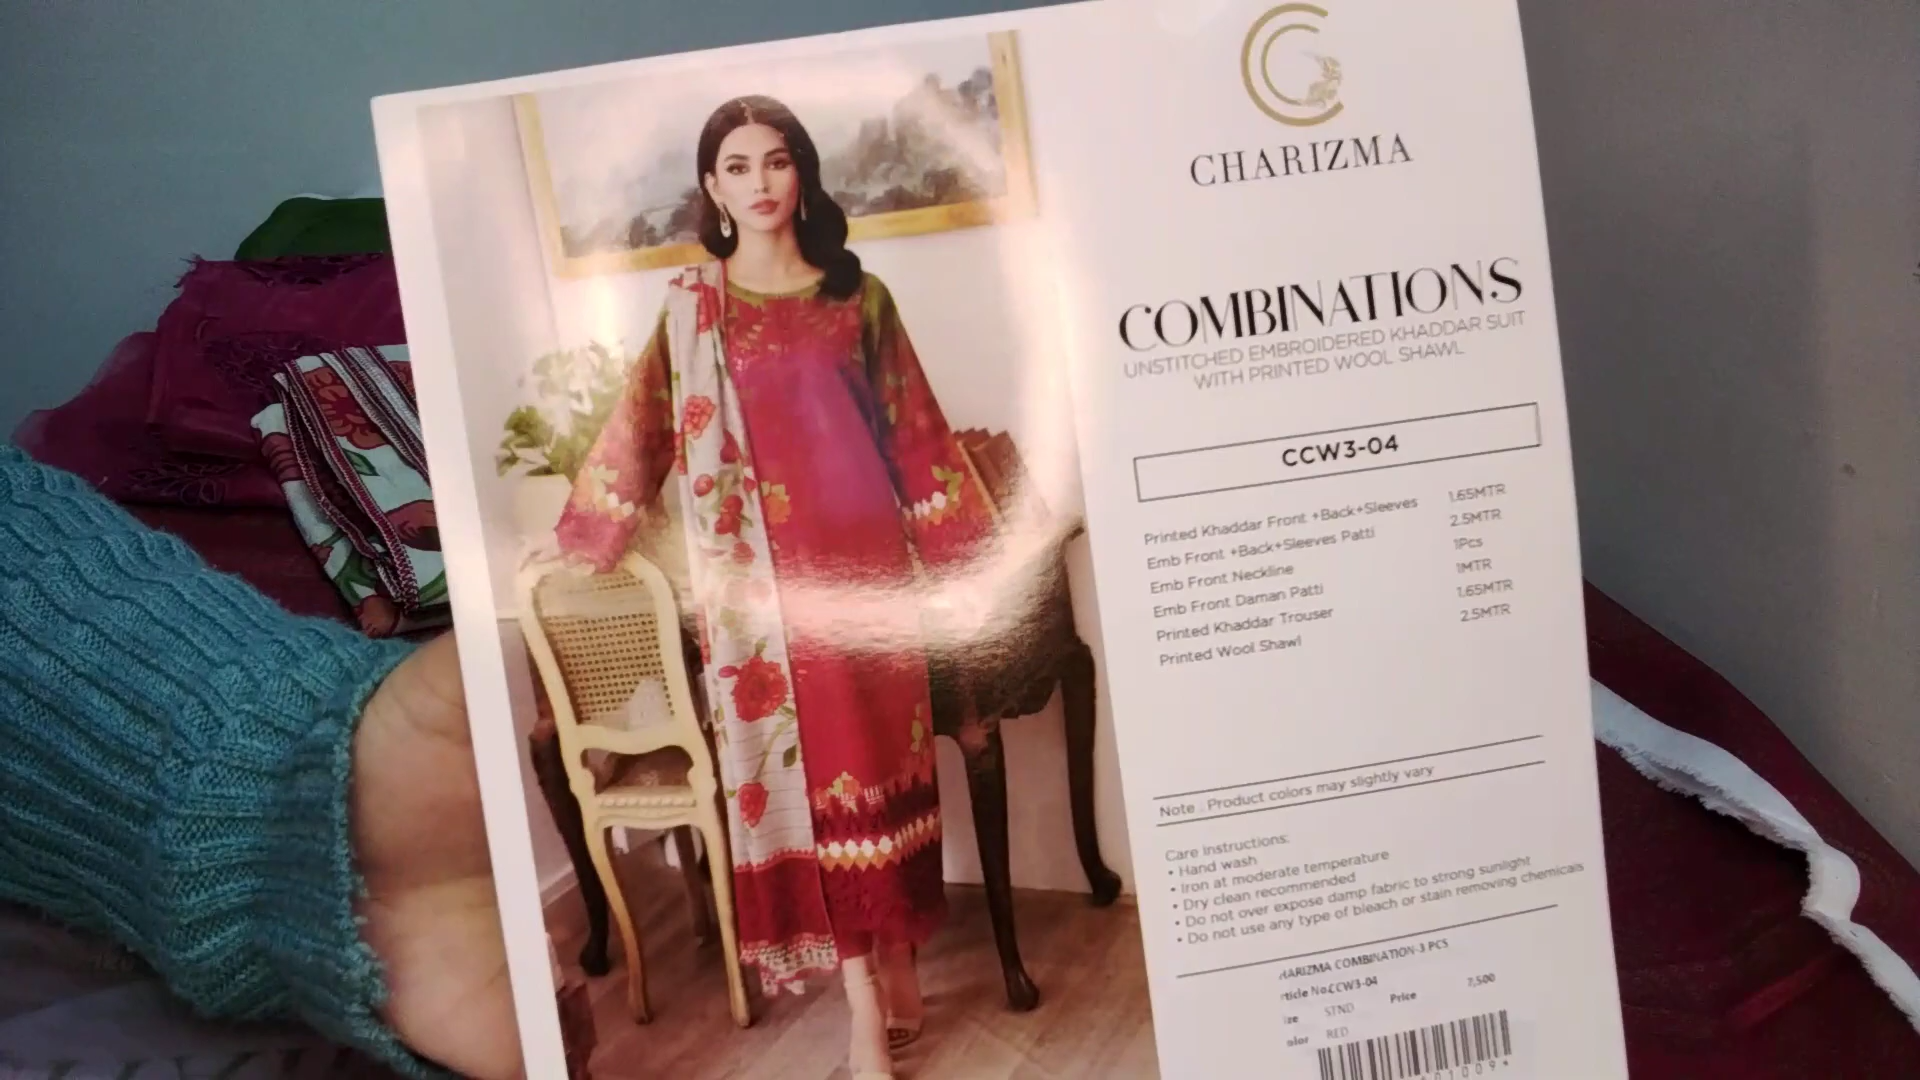 CHARIZMA
COMBINATIONS
UNSTITCHED EMBROIDERED KHADDAR SUIT
WITH PRINTED WOOL SHAWL
CCW3-04
Printed Khaddar Front +Back+Sleeves 1.65MTR
Emb Front +Back+Sleeves Patti 2.5MTR
Emb Front Neckline 1Pcs
Emb Front Daman Patti 1MTR
Printed Khaddar Trouser 1.65MTR
Printed Wool Shawl 2.5MTR
Note : Product colors may slightly vary
Care Instructions:
• Hand wash
• Iron at moderate temperature
• Dry clean recommended
• Do not over expose damp fabric to strong sunlight
• Do not use any type of bleach or stain removing chemicals
HARIZMA COMBINATION-3 PCS
rticle No.CCW3-04
ize STND Price 7,500
olor RED
01009*